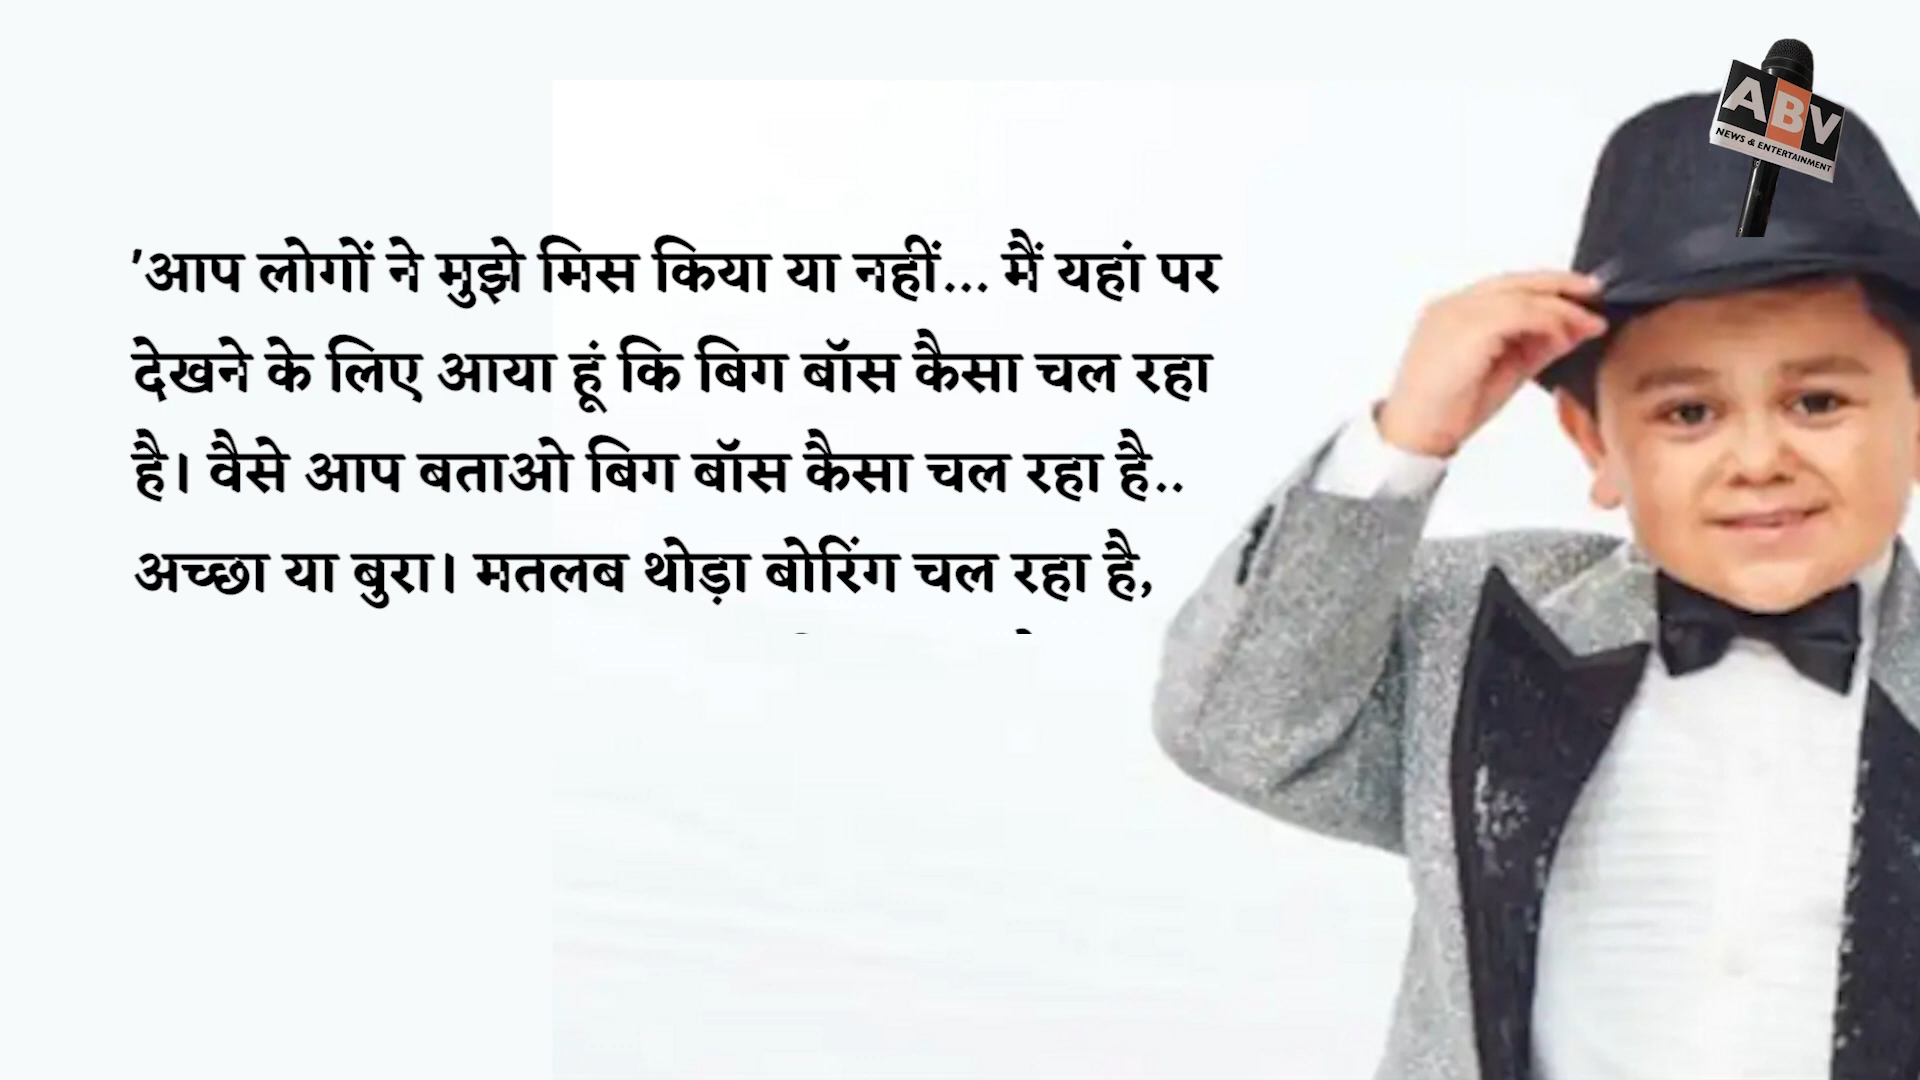 'आप लोगों ने मुझे मिस किया या नहीं... मैं यहां पर
देखने के लिए आया हूं कि बिग बॉस कैसा चल रहा
है। वैसे आप बताओ बिग बॉस कैसा चल रहा है..
अच्छा या बुरा। मतलब थोड़ा बोरिंग चल रहा है,
ABV
NEWS & ENTERTAINMENT